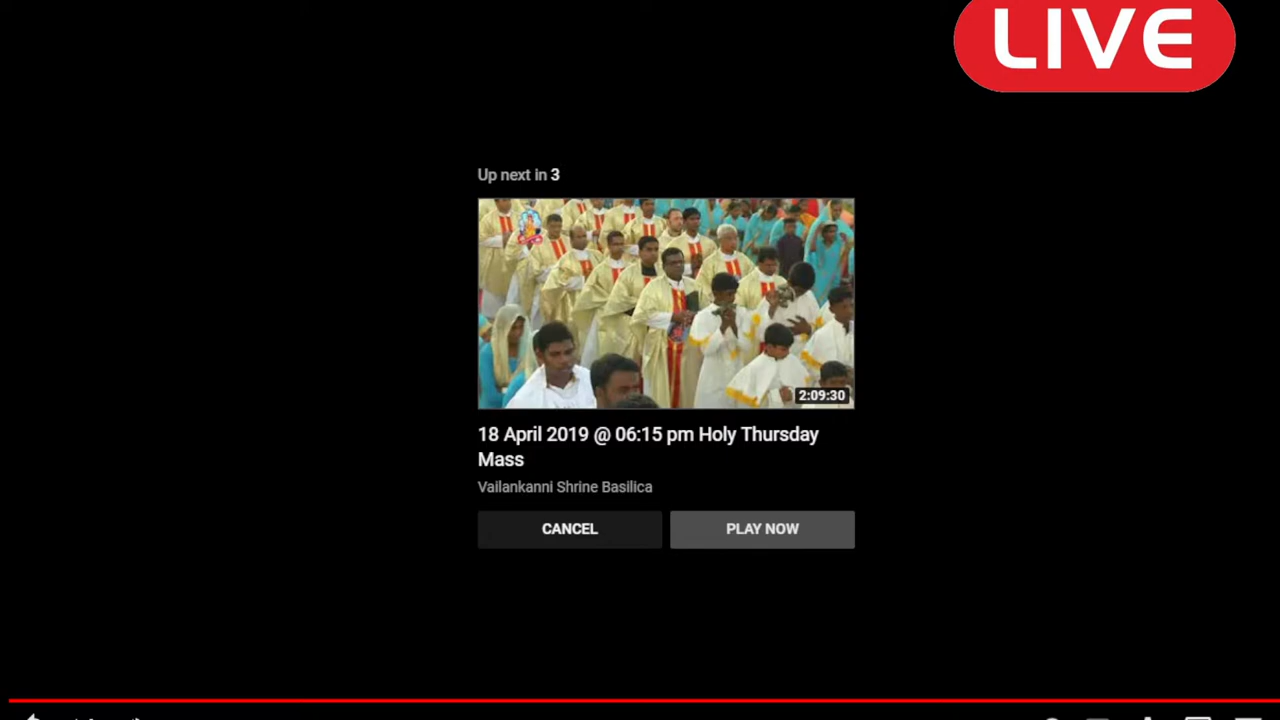 LIVE
Up next in 3
2:09:30
18 April 2019 @ 06:15 pm Holy Thursday
Mass
Vailankanni Shrine Basilica
CANCEL
PLAY NOW